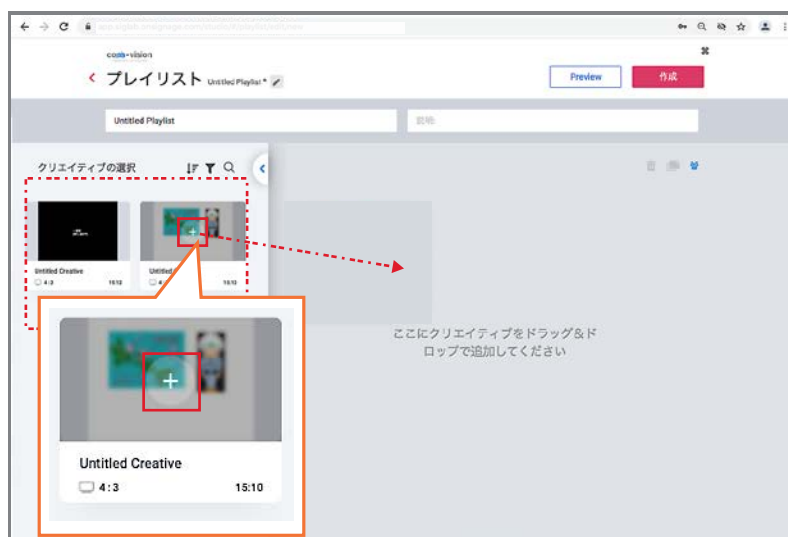 com-vision
プレイリスト Untitled Playlist *
Preview
作成
Untitled Playlist
説明
クリエイティブの選択
Untitled Creative
4:3 15:10
Untitled
15:10
ここにクリエイティブをドラッグ&ド
ロップで追加してください
Untitled Creative
4:3 15:10